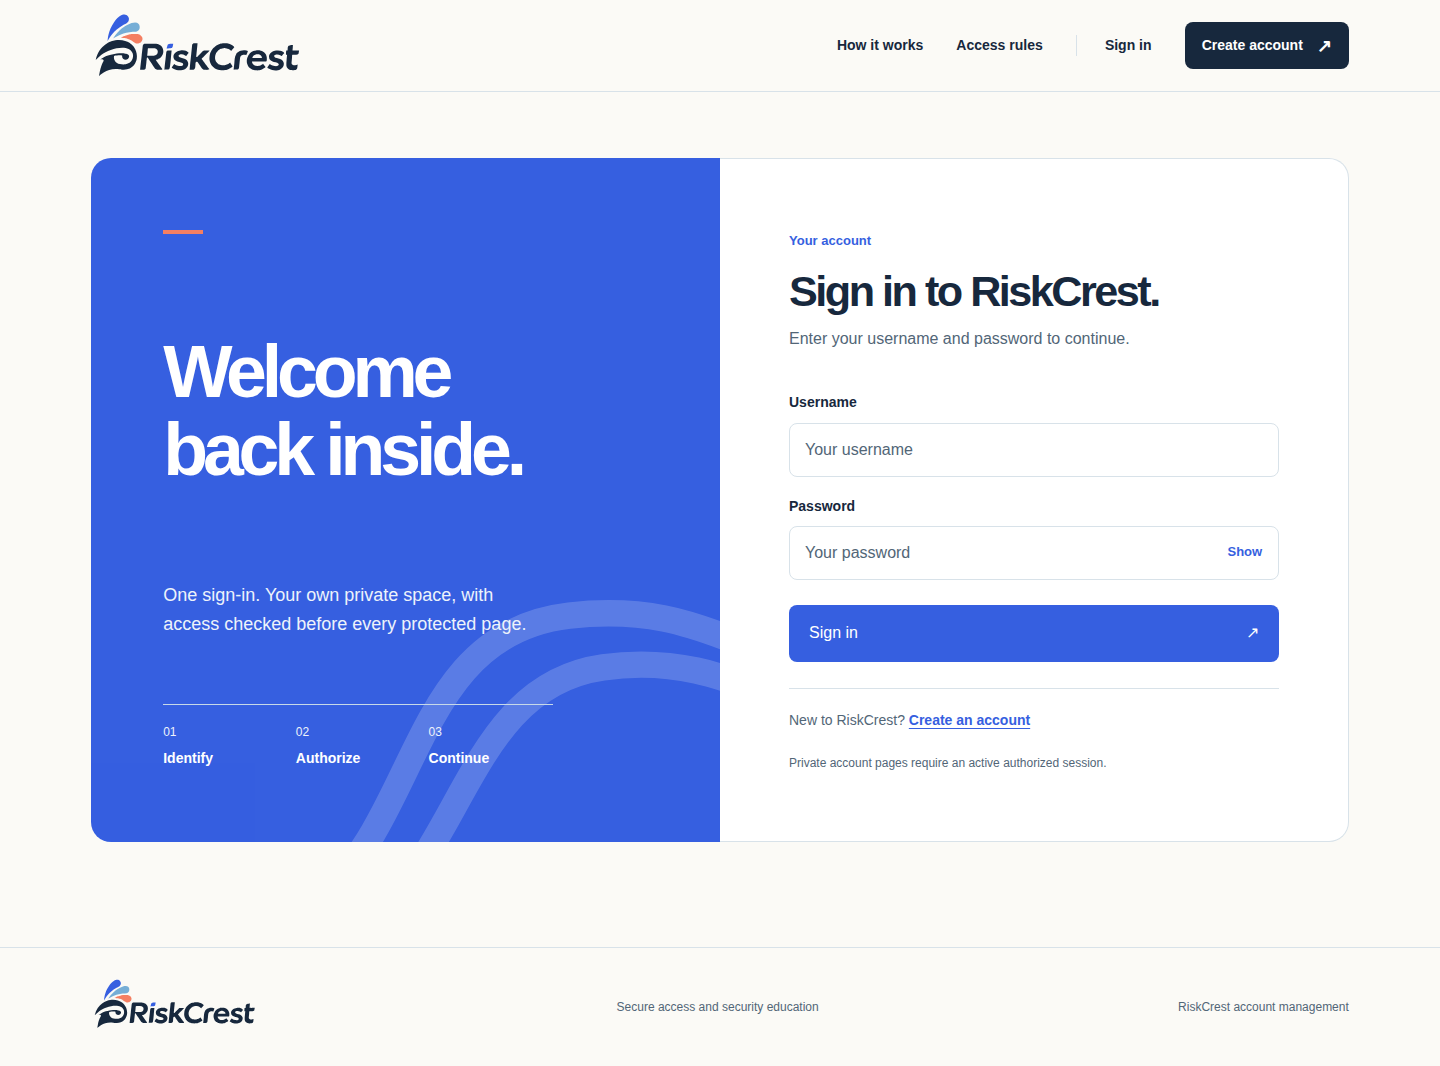 RiskCrest
How it works
Access rules
Sign in
Create account ↗
Welcome
back inside.
One sign-in. Your own private space, with
access checked before every protected page.
01
Identify
02
Authorize
03
Continue
Your account
Sign in to RiskCrest.
Enter your username and password to continue.
Username
Your username
Password
Your password
Show
Sign in ↗
New to RiskCrest? Create an account
Private account pages require an active authorized session.
RiskCrest
Secure access and security education
RiskCrest account management